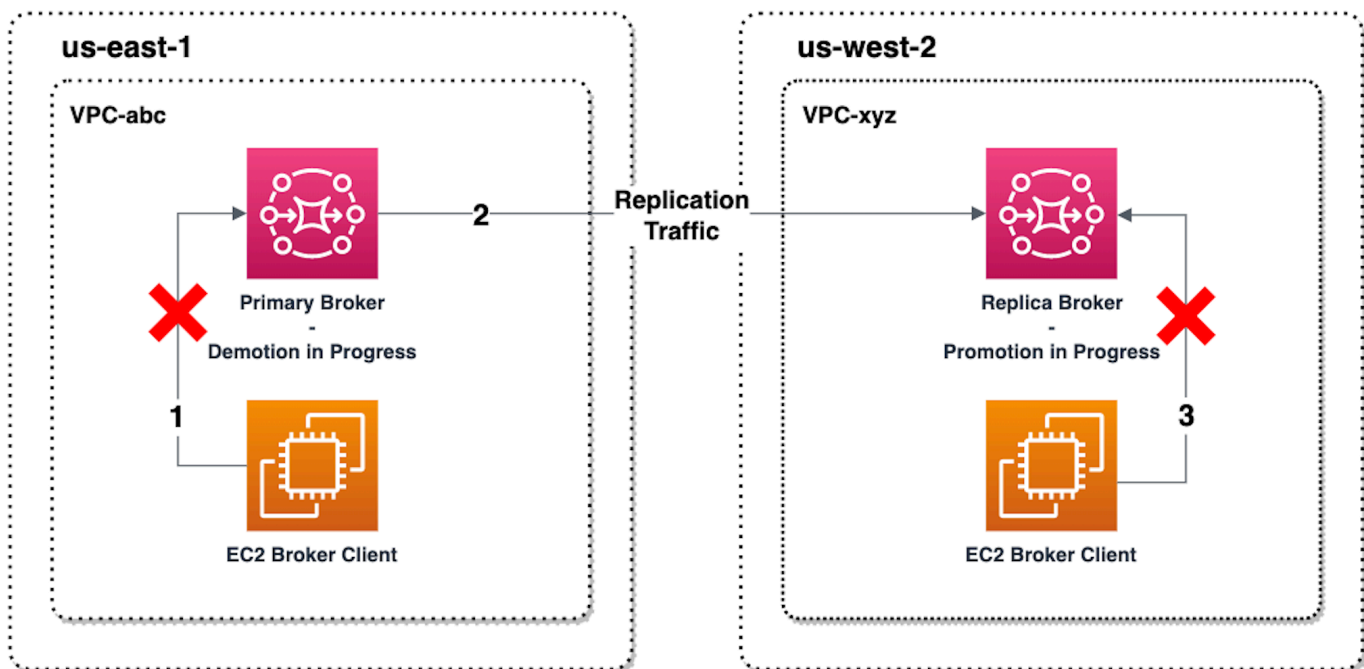 us-east-1
VPC-abc
Primary Broker
-
Demotion in Progress
1
EC2 Broker Client
2
Replication
Traffic
us-west-2
VPC-xyz
Replica Broker
-
Promotion in Progress
3
EC2 Broker Client